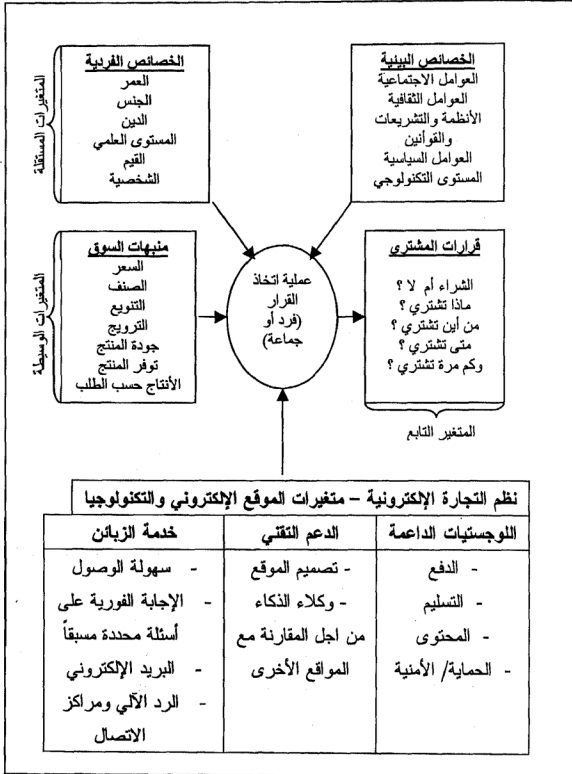 الخصائص البيئية
العوامل الاجتماعية
العوامل الثقافية
الأنظمة والتشريعات
والقوأنين
العوامل السياسية
المستوى التكنولوجي
الخصائص الفردية
العمر
الجنس
الدين
المستوى العلمي
القيم
الشخصية
المتغيرات المستقلة
قرارات المشتري
الشراء أم لا ؟
ماذا تشتري ؟
من أين تشتري ؟
متى تشتري ؟
وكم مرة تشتري ؟
المتغير التابع
عملية اتخاذ
القرار
(فرد أو
جماعة)
منبهات السوق
السعر
الصنف
التنويع
الترويج
جودة المنتج
توفر المنتج
الأنتاج حسب الطلب
المتغيرات الوسيطة
نظم التجارة الإلكترونية – متغيرات الموقع الإلكتروني والتكنولوجيا
اللوجستيات الداعمة
- الدفع
- التسليم
- المحتوى
- الحماية/ الأمنية
الدعم التقني
- تصميم الموقع
- وكلاء الذكاء
من اجل المقارنة مع
المواقع الأخرى
خدمة الزبائن
- سهولة الوصول
- الإجابة الفورية على
أسئلة محددة مسبقاً
- البريد الإلكتروني
- الرد الآلي ومراكز
الاتصال